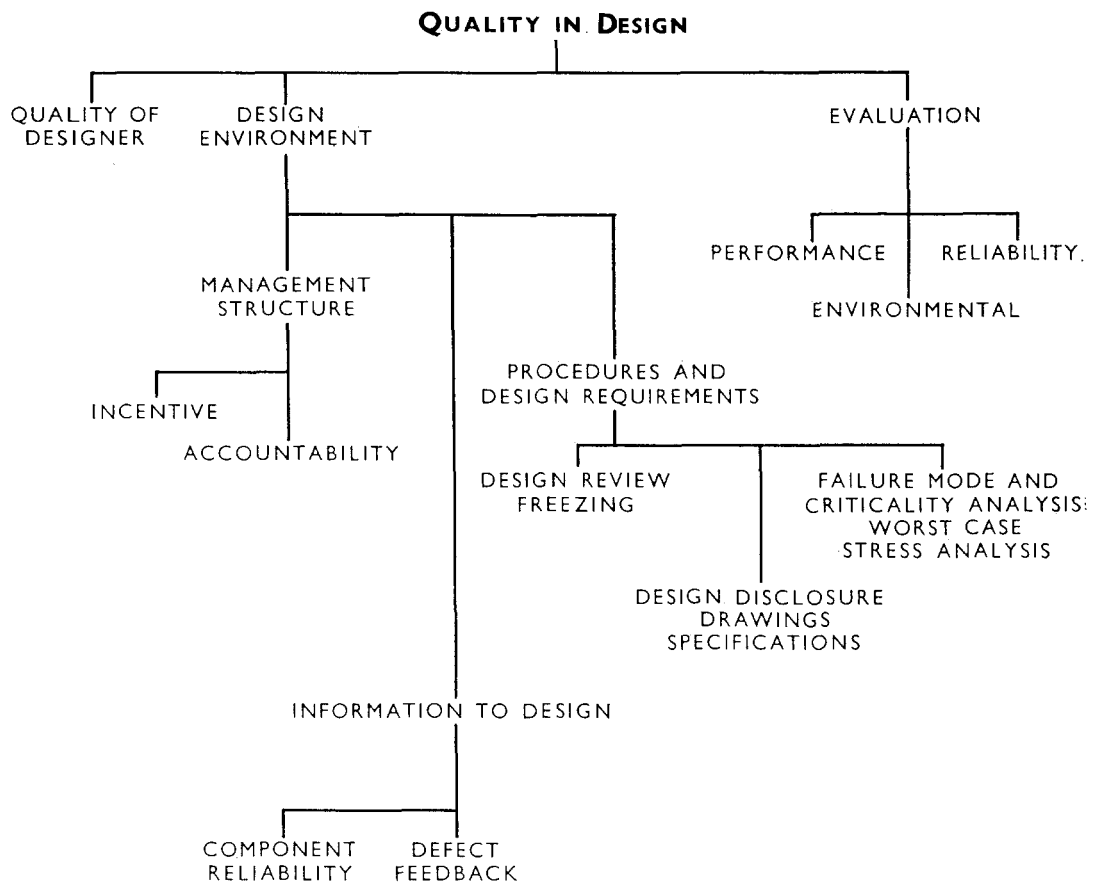 QUALITY IN DESIGN
QUALITY OF
DESIGNER
DESIGN
ENVIRONMENT
EVALUATION
PERFORMANCE
RELIABILITY.
ENVIRONMENTAL
MANAGEMENT
STRUCTURE
INCENTIVE
ACCOUNTABILITY
PROCEDURES AND
DESIGN REQUIREMENTS
DESIGN REVIEW
FREEZING
FAILURE MODE AND
CRITICALITY ANALYSIS:
WORST CASE
STRESS ANALYSIS
DESIGN DISCLOSURE
DRAWINGS
SPECIFICATIONS
INFORMATION TO DESIGN
COMPONENT
RELIABILITY
DEFECT
FEEDBACK